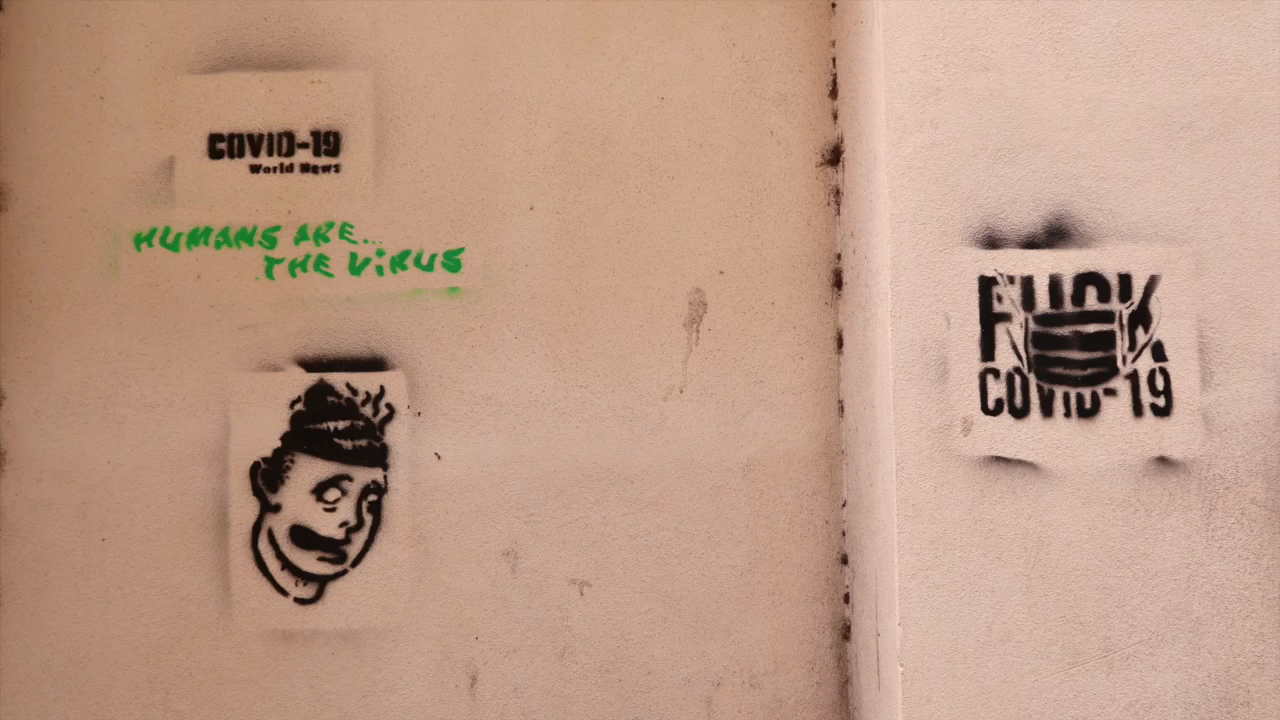 COVID-19
World News
HUMANS ARE...
THE ViRUS
FUCK
COVID-19